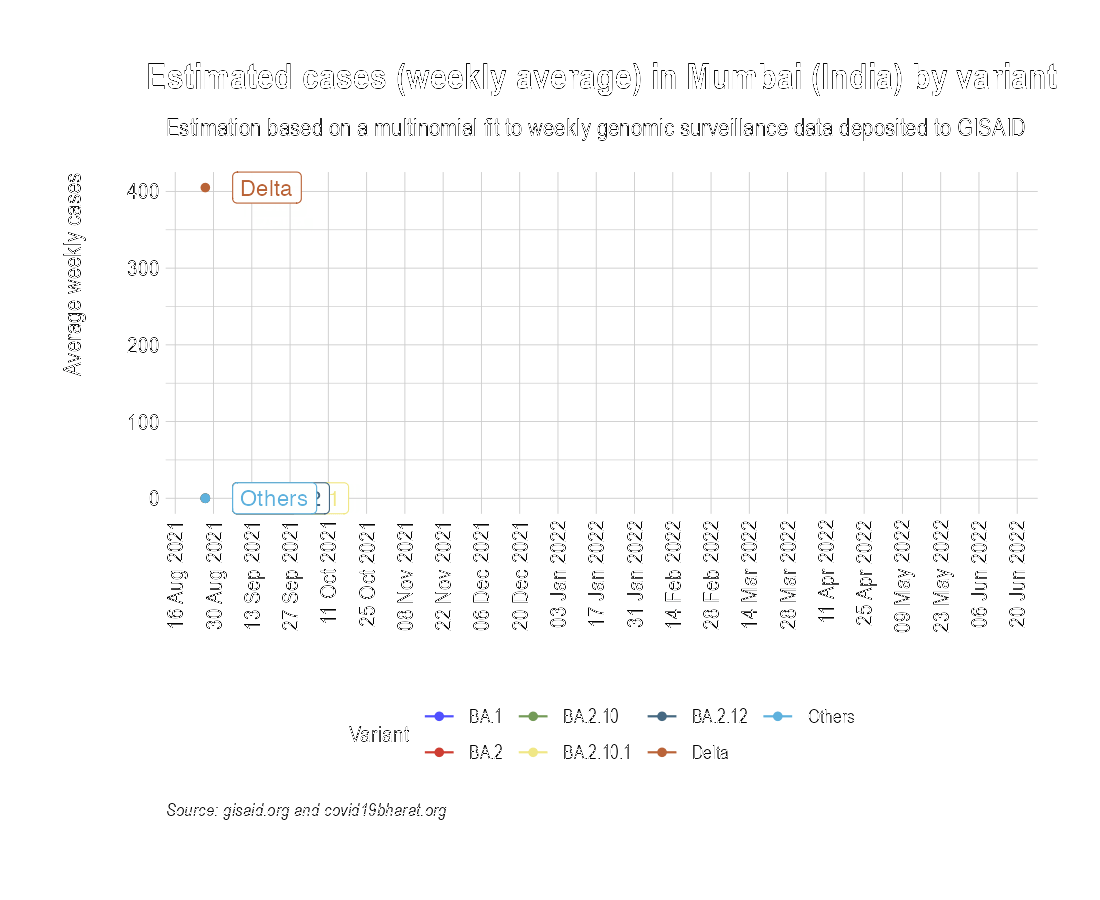 Estimated cases (weekly average) in Mumbai (India) by variant
Estimation based on a multinomial fit to weekly genomic surveillance data deposited to GISAID
Average weekly cases
400
300
200
100
0
Delta
Others
2
1
16 Aug 2021
30 Aug 2021
13 Sep 2021
27 Sep 2021
11 Oct 2021
25 Oct 2021
08 Nov 2021
22 Nov 2021
06 Dec 2021
20 Dec 2021
03 Jan 2022
17 Jan 2022
31 Jan 2022
14 Feb 2022
28 Feb 2022
14 Mar 2022
28 Mar 2022
11 Apr 2022
25 Apr 2022
09 May 2022
23 May 2022
06 Jun 2022
20 Jun 2022
Variant
BA.1
BA.2.10
BA.2.12
Others
BA.2
BA.2.10.1
Delta
Source: gisaid.org and covid19bharat.org